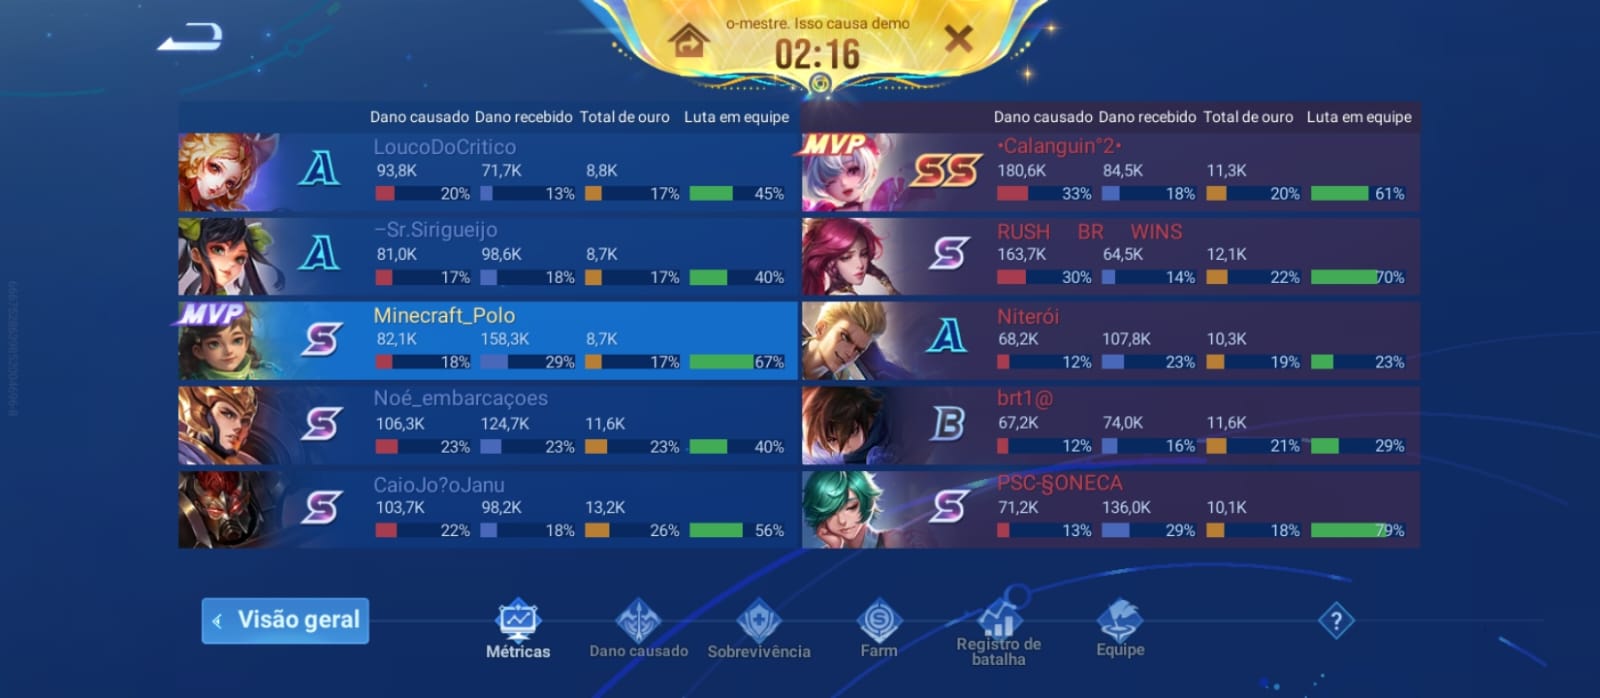 o-mestre. Isso causa demo
02:16
Dano causado Dano recebido Total de ouro Luta em equipe
LoucoDoCritico
A
93,8K 71,7K 8,8K
20% 13% 17% 45%
–Sr.Sirigueijo
A
81,0K 98,6K 8,7K
17% 18% 17% 40%
MVP
Minecraft_Polo
S
82,1K 158,3K 8,7K
18% 29% 17% 67%
Noé_embarcaçoes
S
106,3K 124,7K 11,6K
23% 23% 23% 40%
CaioJo?oJanu
S
103,7K 98,2K 13,2K
22% 18% 26% 56%
Dano causado Dano recebido Total de ouro Luta em equipe
MVP
•Calanguin°2•
SS
180,6K 84,5K 11,3K
33% 18% 20% 61%
RUSH BR WINS
S
163,7K 64,5K 12,1K
30% 14% 22% 70%
Niterói
A
68,2K 107,8K 10,3K
12% 23% 19% 23%
brt1@
B
67,2K 74,0K 11,6K
12% 16% 21% 29%
PSC-§ONECA
S
71,2K 136,0K 10,1K
13% 29% 18% 79%
Visão geral
Métricas
Dano causado
Sobrevivência
Farm
Registro de
batalha
Equipe
?